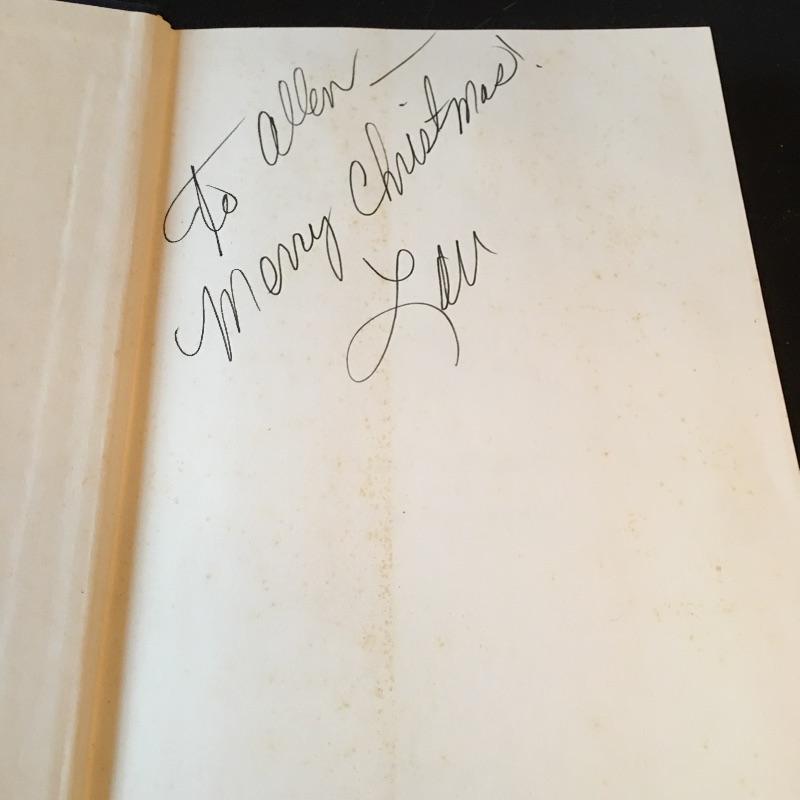 To Allen —
Merry Christmas!
Lou